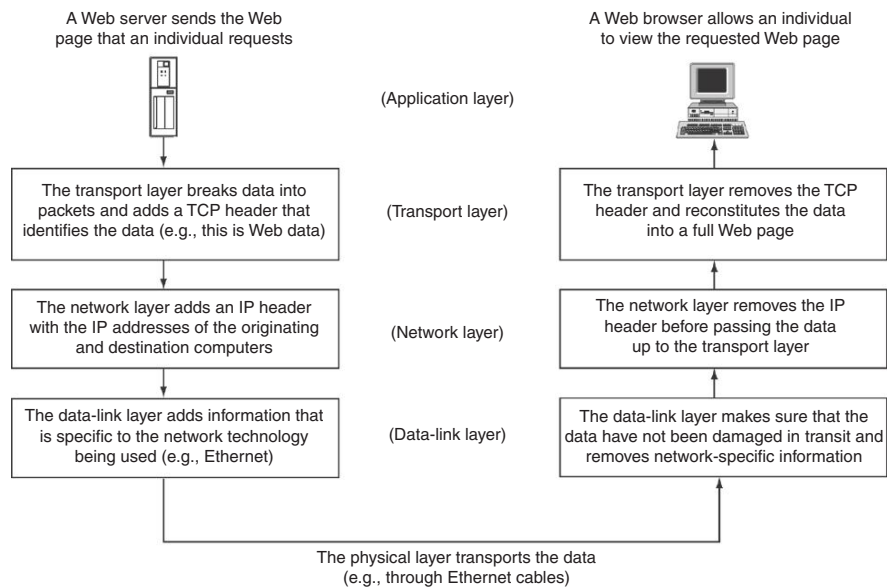 A Web server sends the Web
page that an individual requests
A Web browser allows an individual
to view the requested Web page
(Application layer)
The transport layer breaks data into
packets and adds a TCP header that
identifies the data (e.g., this is Web data)
(Transport layer)
The transport layer removes the TCP
header and reconstitutes the data
into a full Web page
The network layer adds an IP header
with the IP addresses of the originating
and destination computers
(Network layer)
The network layer removes the IP
header before passing the data
up to the transport layer
The data-link layer adds information that
is specific to the network technology
being used (e.g., Ethernet)
(Data-link layer)
The data-link layer makes sure that the
data have not been damaged in transit and
removes network-specific information
The physical layer transports the data
(e.g., through Ethernet cables)